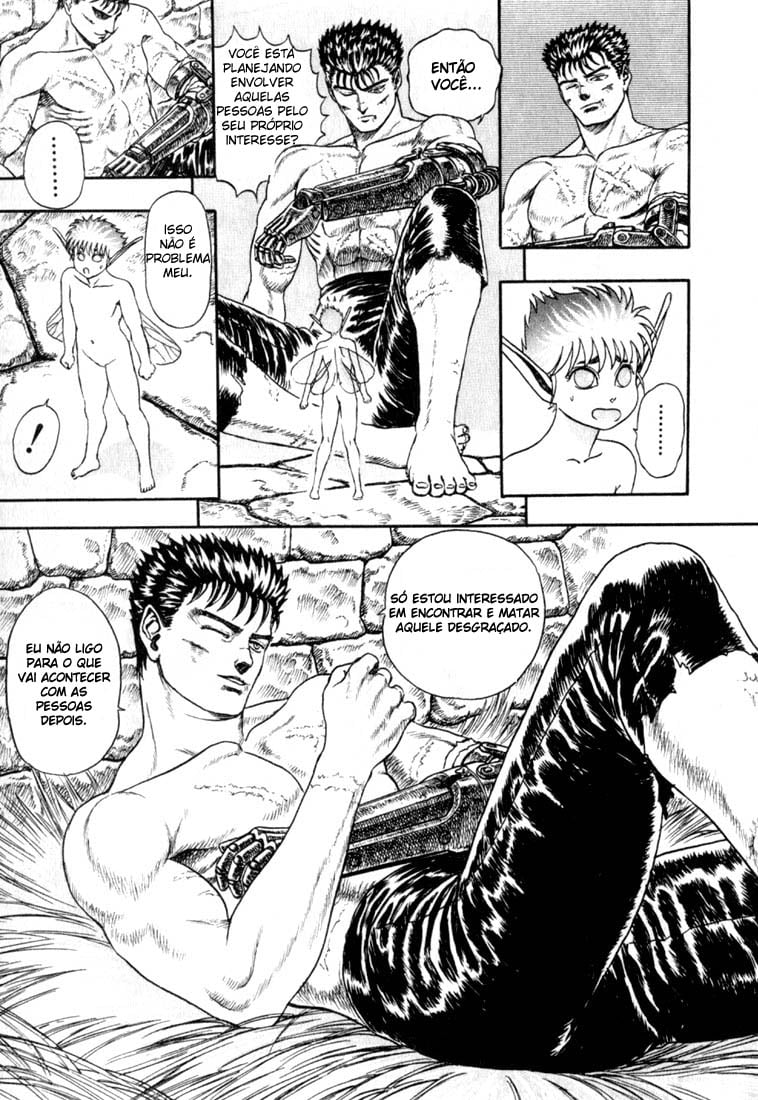 ENTÃO
VOCÊ...
VOCÊ ESTÁ
PLANEJANDO
ENVOLVER
AQUELAS
PESSOAS PELO
SEU PRÓPRIO
INTERESSE?
........
........
ISSO
NÃO É
PROBLEMA
MEU.
!
SÓ ESTOU INTERESSADO
EM ENCONTRAR E MATAR
AQUELE DESGRAÇADO.
EU NÃO LIGO
PARA O QUE
VAI ACONTECER
COM AS
PESSOAS
DEPOIS.